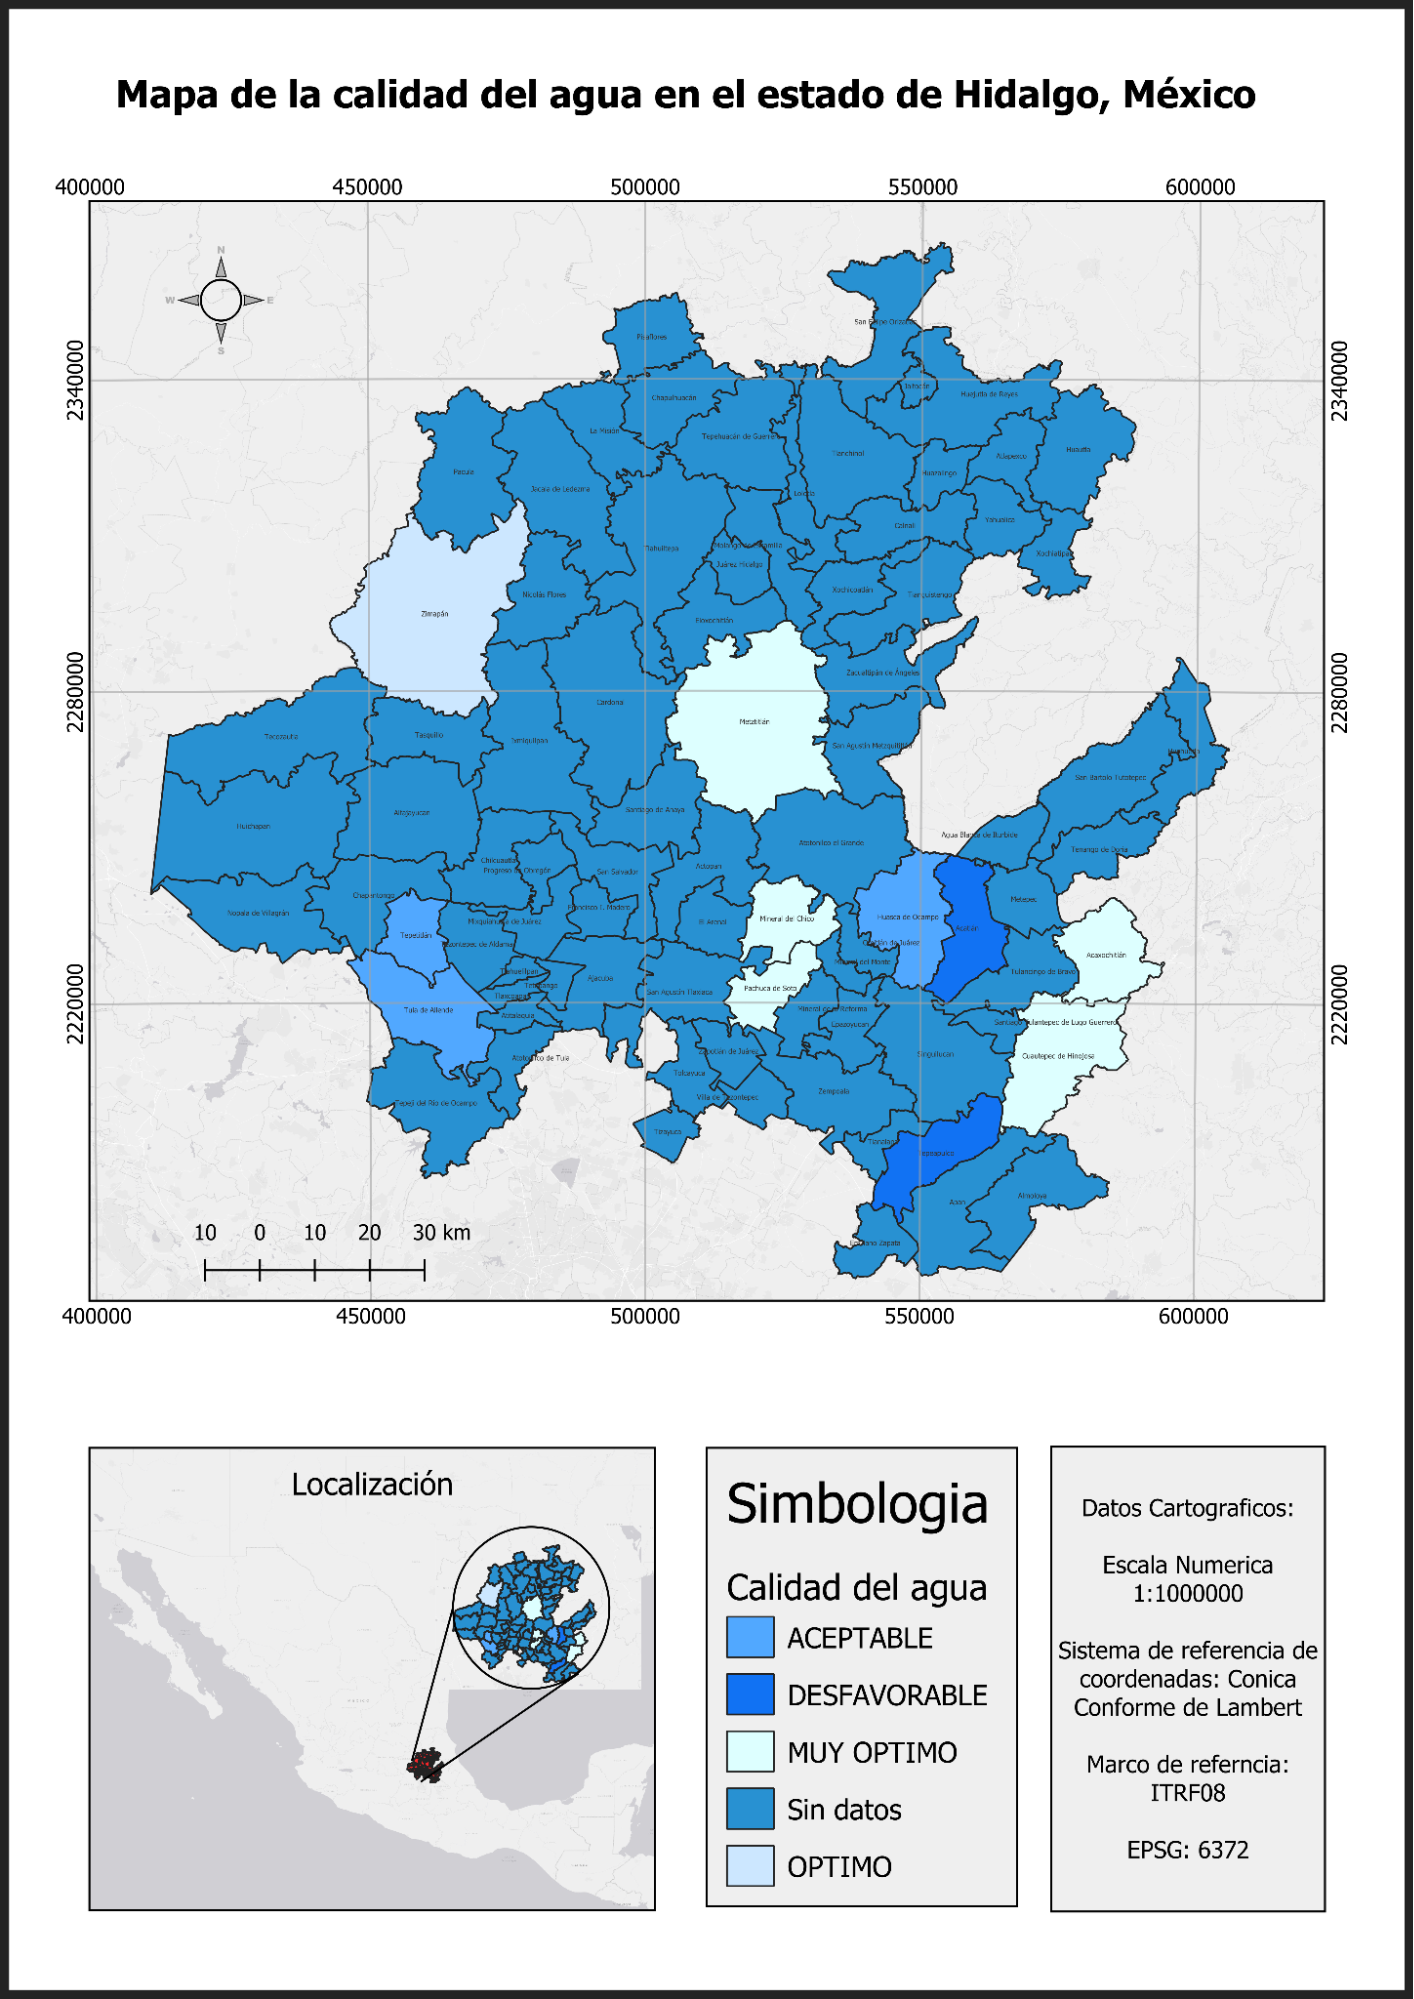 Mapa de la calidad del agua en el estado de Hidalgo, México
400000 450000 500000 550000 600000
N
W E
S
San Felipe Orizatlán
Pisaflores
2340000 2340000
Jaltocán
Huejutla de Reyes
Chapulhuacán
La Misión
Tepehuacán de Guerrero
Tlanchinol
Huautla
Atlapexco
Pacula
Huazalingo
Jacala de Ledezma
Lolotla
Calnali
Yahualica
Tlahuiltepa
Xochiatipan
Juárez Hidalgo
Nicolás Flores
Xochicoatlán
Tianguistengo
Zimapán
Eloxochitlán
Zacualtipán de Ángeles
2280000 2280000
Cardonal
Metztitlán
Tecozautla
Tasquillo
Ixmiquilpan
San Agustín Metzquititlán
Huehuetla
San Bartolo Tutotepec
Santiago de Anaya
Alfajayucan
Huichapan
Agua Blanca de Iturbide
Atotonilco el Grande
Tenango de Doria
Chilcuautla
Actopan
Progreso de Obregón
San Salvador
Chapantongo
Metepec
Francisco I. Madero
Nopala de Villagrán
Huasca de Ocampo
Mineral del Chico
Mixquiahuala de Juárez
El Arenal
Acatlán
Tepetitlán
Omitlán de Juárez
Tezontepec de Aldama
Acaxochitlán
Mineral del Monte
Tlahuelilpan
Tulancingo de Bravo
Ajacuba
Tetepango
Pachuca de Soto
San Agustín Tlaxiaca
Tlaxcoapan
2220000 2220000
Tula de Allende
Mineral de la Reforma
Atitalaquia
Santiago Tulantepec de Lugo Guerrero
Epazoyucan
Zapotlán de Juárez
Singuilucan
Cuautepec de Hinojosa
Atotonilco de Tula
Tolcayuca
Zempoala
Villa de Tezontepec
Tepeji del Río de Ocampo
Tizayuca
Tlanalapa
Tepeapulco
Almoloya
Apan
Emiliano Zapata
10 0 10 20 30 km
400000 450000 500000 550000 600000
Localización
Simbologia
Calidad del agua
ACEPTABLE
DESFAVORABLE
MUY OPTIMO
Sin datos
OPTIMO
Datos Cartograficos:
Escala Numerica
1:1000000
Sistema de referencia de
coordenadas: Conica
Conforme de Lambert
Marco de referncia:
ITRF08
EPSG: 6372